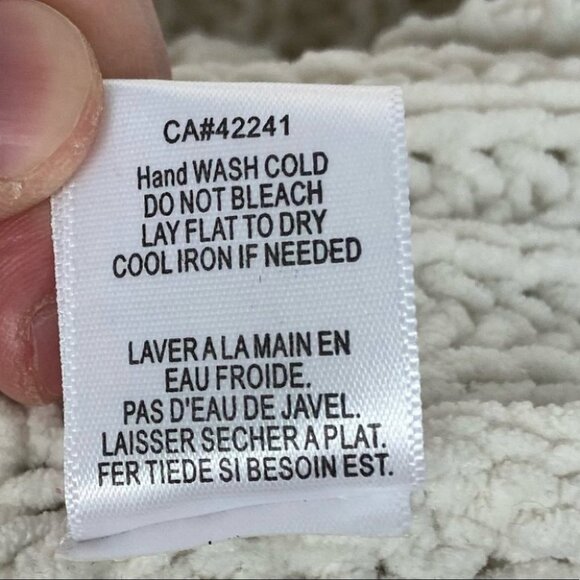 CA#42241
Hand WASH COLD
DO NOT BLEACH
LAY FLAT TO DRY
COOL IRON IF NEEDED
LAVER A LA MAIN EN
EAU FROIDE.
PAS D'EAU DE JAVEL.
LAISSER SECHER A PLAT.
FER TIEDE SI BESOIN EST.